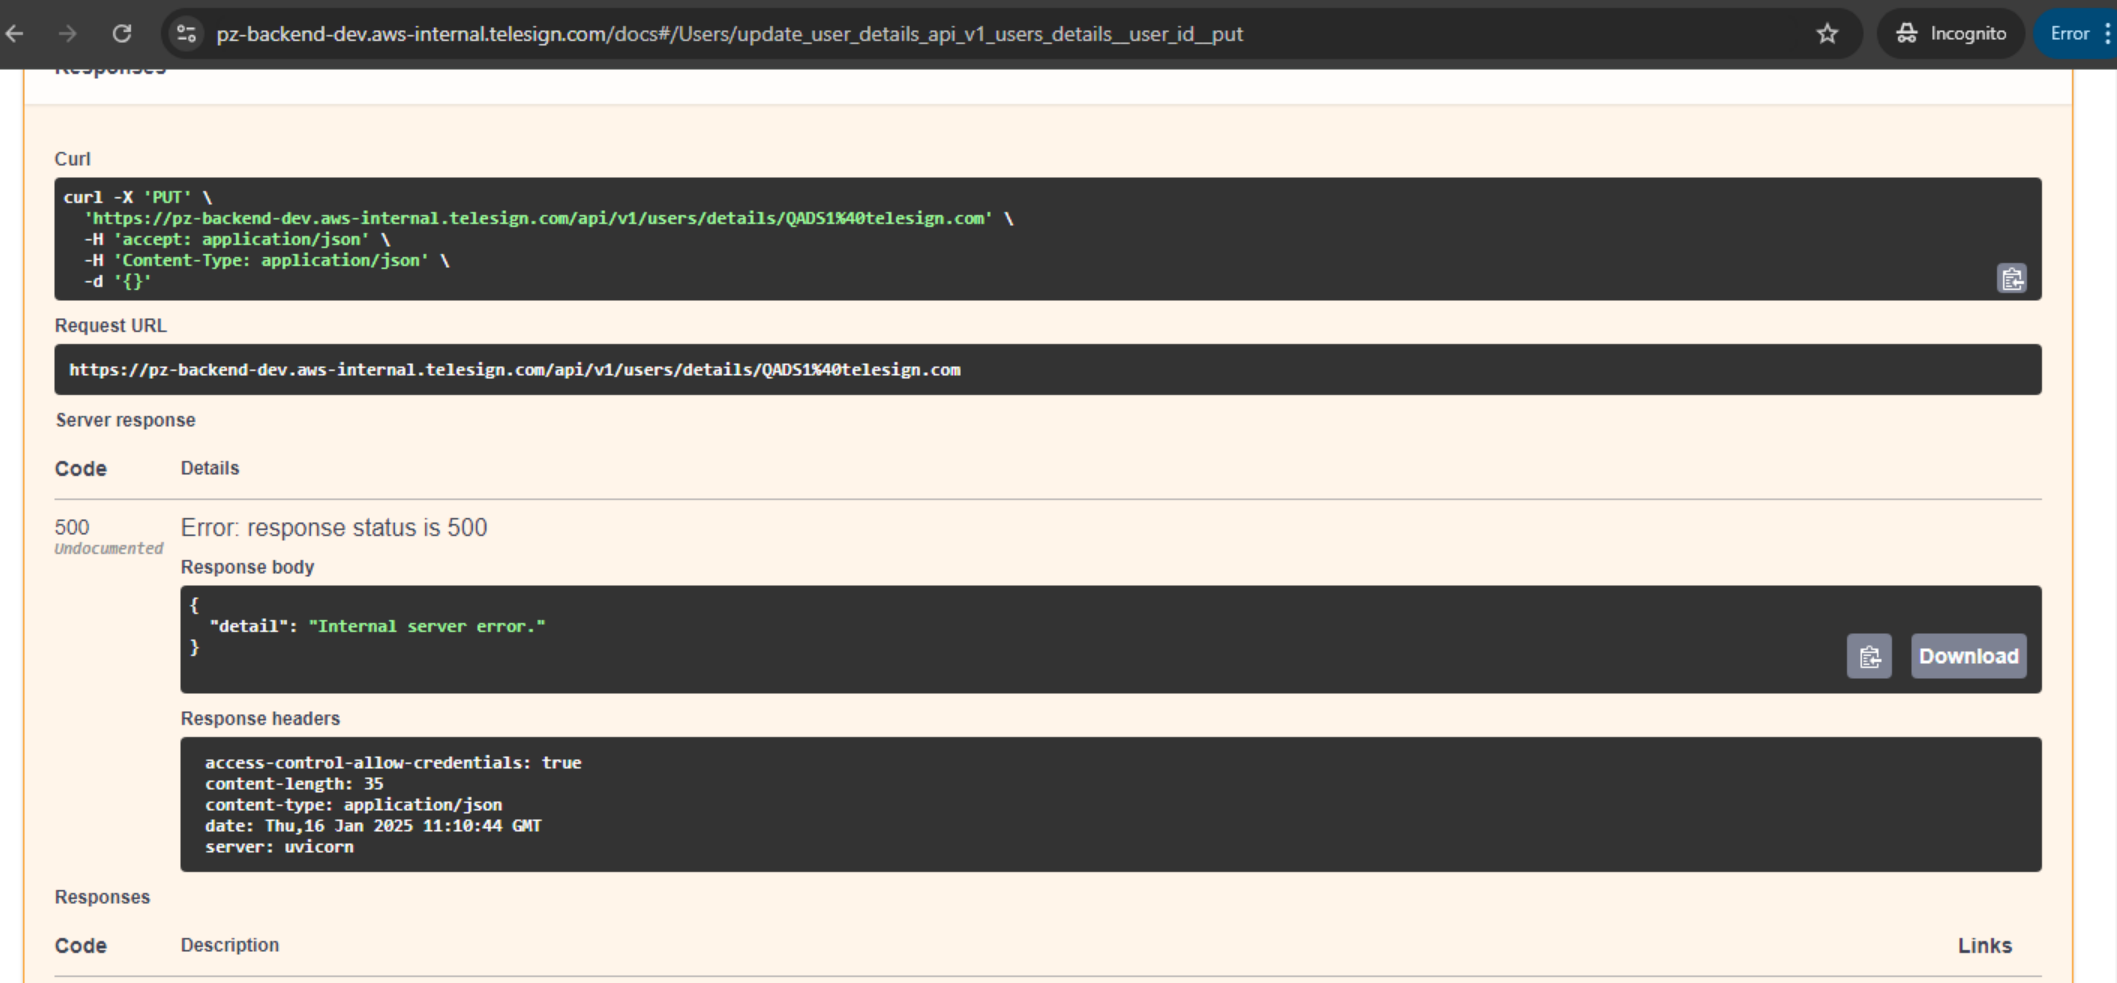 pz-backend-dev.aws-internal.telesign.com/docs#/Users/update_user_details_api_v1_users_details__user_id__put
Incognito
Error
Responses
Curl
curl -X 'PUT' \
'https://pz-backend-dev.aws-internal.telesign.com/api/v1/users/details/QADS1%40telesign.com' \
-H 'accept: application/json' \
-H 'Content-Type: application/json' \
-d '{}'
Request URL
https://pz-backend-dev.aws-internal.telesign.com/api/v1/users/details/QADS1%40telesign.com
Server response
Code Details
500 Error: response status is 500
Undocumented
Response body
{
"detail": "Internal server error."
}
Download
Response headers
access-control-allow-credentials: true
content-length: 35
content-type: application/json
date: Thu,16 Jan 2025 11:10:44 GMT
server: uvicorn
Responses
Code Description Links